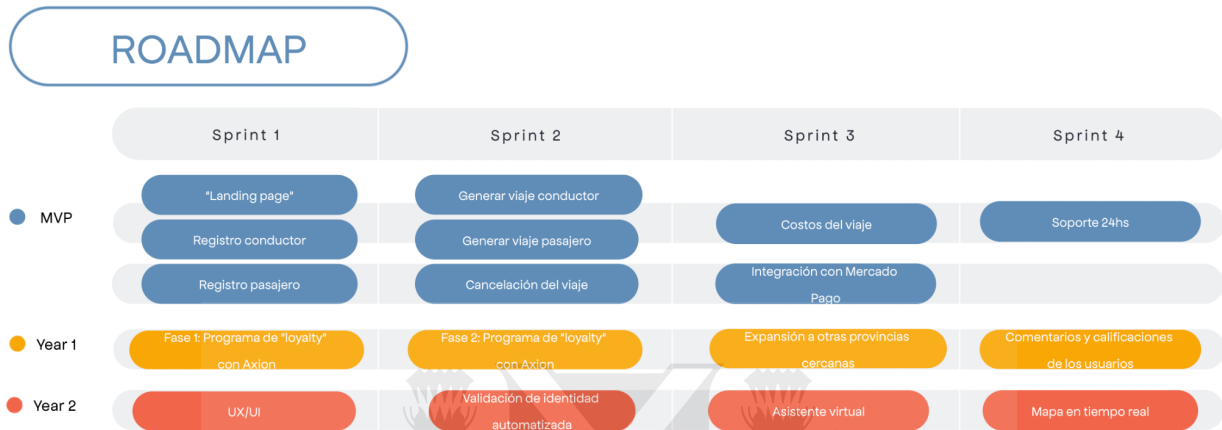 ROADMAP
Sprint 1
Sprint 2
Sprint 3
Sprint 4
MVP
"Landing page"
Registro conductor
Registro pasajero
Generar viaje conductor
Generar viaje pasajero
Cancelación del viaje
Costos del viaje
Integración con Mercado
Pago
Soporte 24hs
Year 1
Fase 1: Programa de "loyalty"
con Axion
Fase 2: Programa de "loyalty"
con Axion
Expansión a otras provincias
cercanas
Comentarios y calificaciones
de los usuarios
Year 2
UX/UI
Validación de identidad
automatizada
Asistente virtual
Mapa en tiempo real